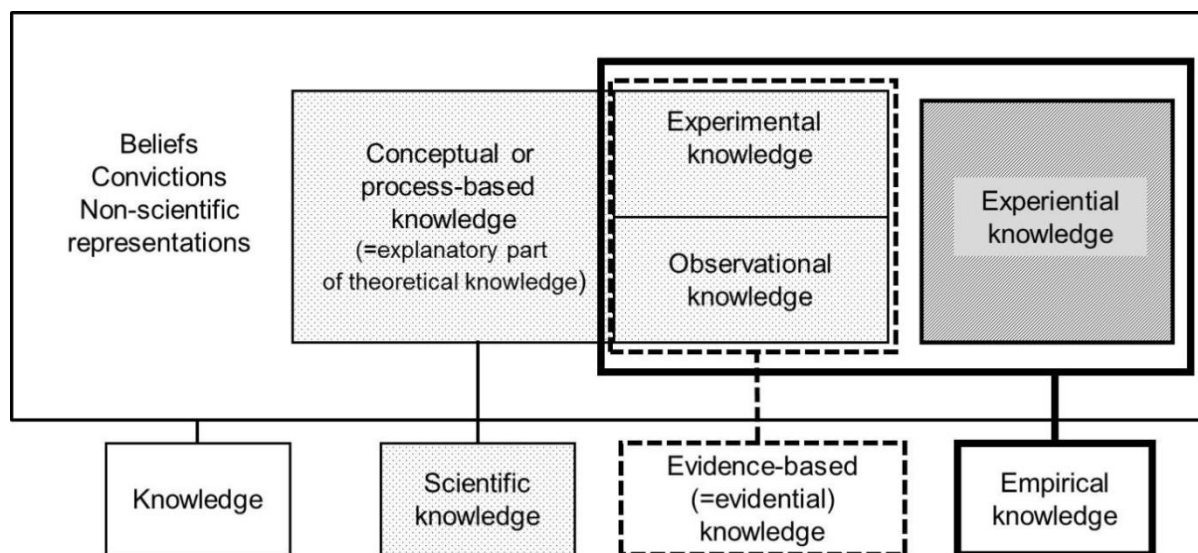 Beliefs
Convictions
Non-scientific
representations
Conceptual or
process-based
knowledge
(=explanatory part
of theoretical knowledge)
Experimental
knowledge
Observational
knowledge
Experiential
knowledge
Knowledge
Scientific
knowledge
Evidence-based
(=evidential)
knowledge
Empirical
knowledge